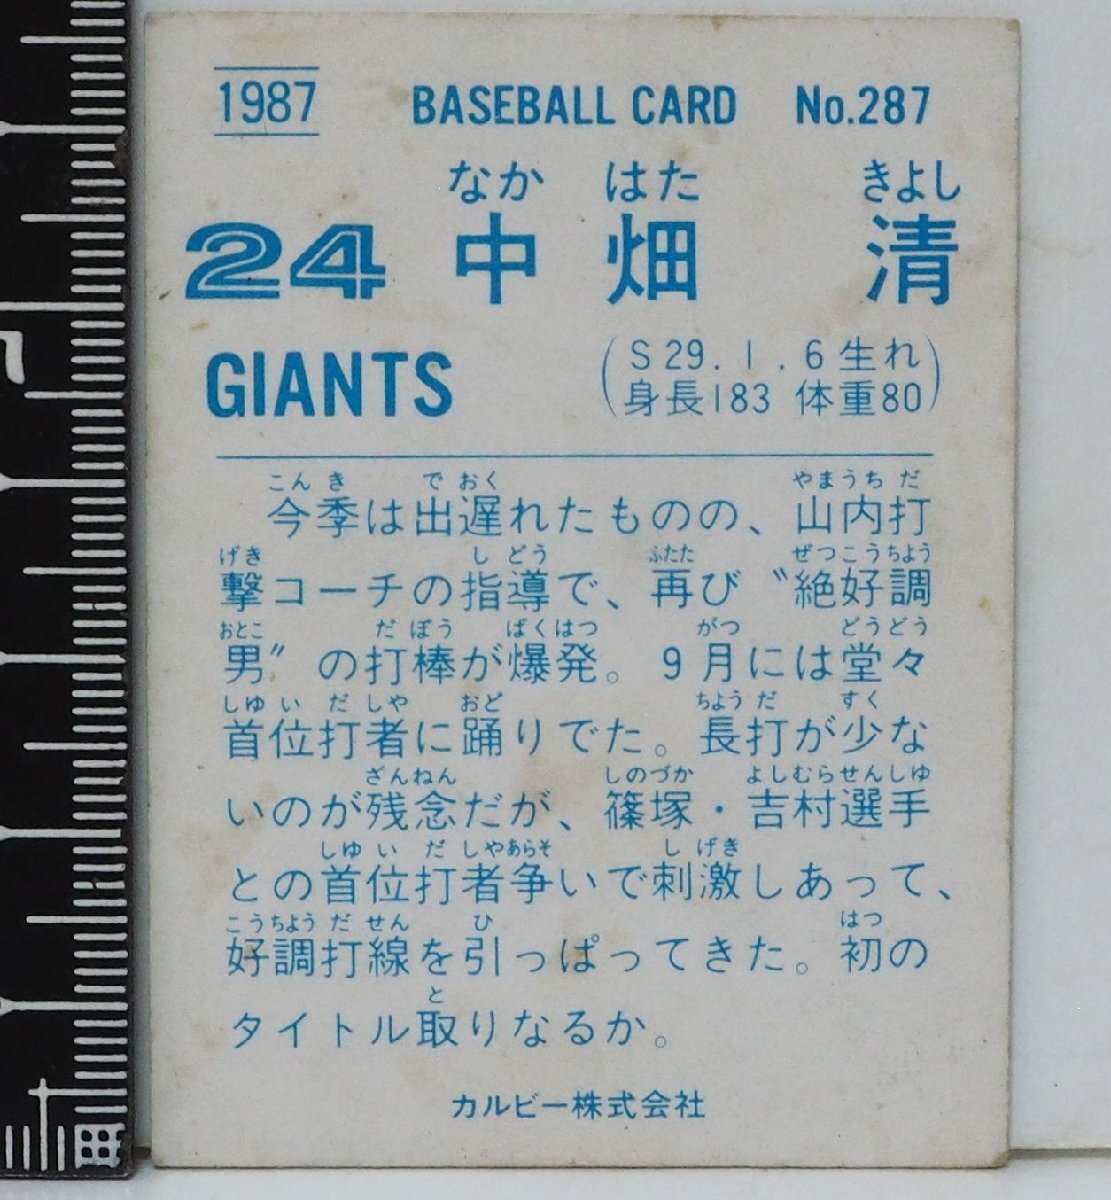 1987 BASEBALL CARD No.287
なか はた きよし
24 中畑 清
GIANTS
(S29.1.6生れ
身長183 体重80)
こんき でおく やまうちだ
今季は出遅れたものの、山内打
げき しどう ふたた ぜつこうちよう
撃コーチの指導で、再び〝絶好調
おとこ だぼう ばくはつ がつ どうどう
男〟の打棒が爆発。9月には堂々
しゆいだしや おど ちようだ すく
首位打者に踊りでた。長打が少な
ざんねん しのづか よしむらせんしゆ
いのが残念だが、篠塚・吉村選手
しゆいだしやあらそ しげき
との首位打者争いで刺激しあって、
こうちようだせん ひ はつ
好調打線を引っぱってきた。初の
と
タイトル取りなるか。
カルビー株式会社